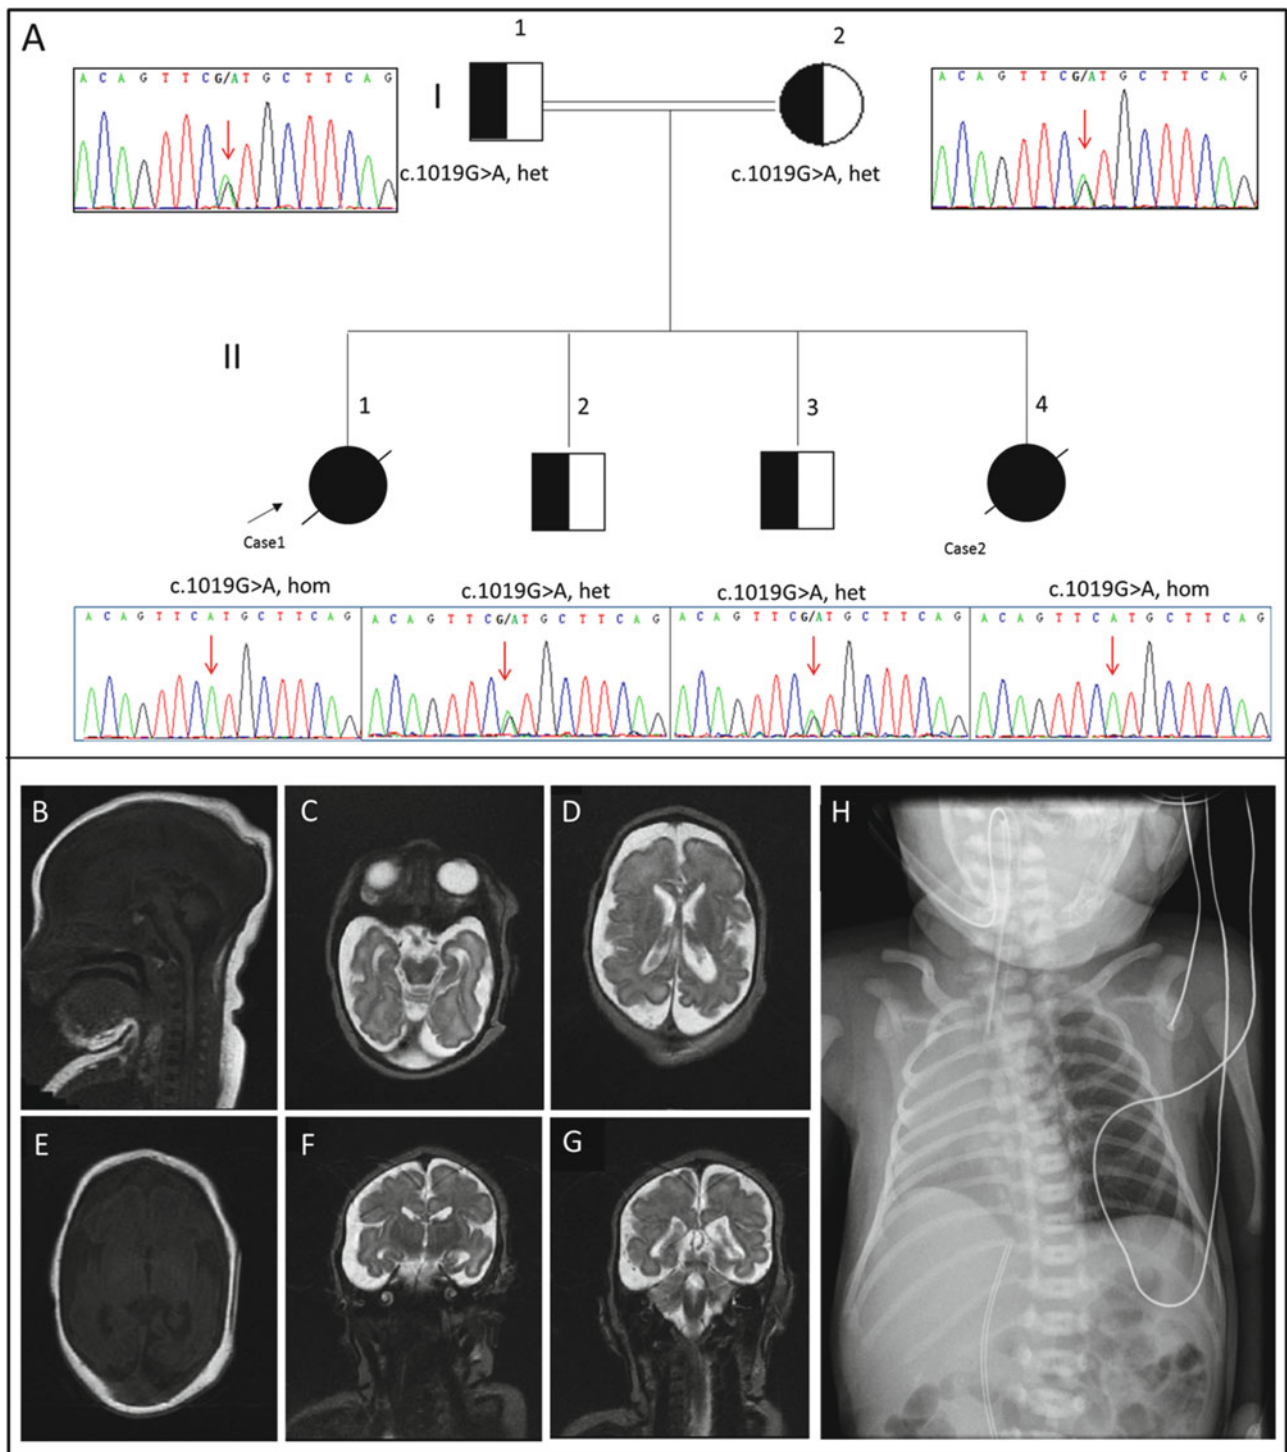 A
1
2
A C A G T T C G/A T G C T T C A G
A C A G T T C G/A T G C T T C A G
I
c.1019G>A, het
c.1019G>A, het
II
1
2
3
4
Case1
Case2
c.1019G>A, hom
c.1019G>A, het
c.1019G>A, het
c.1019G>A, hom
A C A G T T C A T G C T T C A G
A C A G T T C G/A T G C T T C A G
A C A G T T C G/A T G C T T C A G
A C A G T T C A T G C T T C A G
B
C
D
H
E
F
G